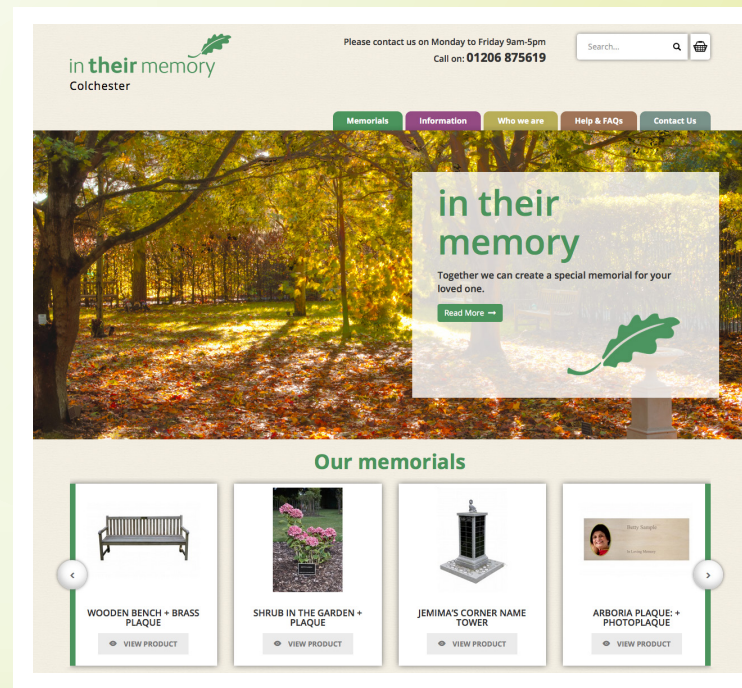 in their memory
Colchester
Please contact us on Monday to Friday 9am-5pm
Call on: 01206 875619
Search...
Memorials
Information
Who we are
Help & FAQs
Contact Us
in their
memory
Together we can create a special memorial for your
loved one.
Read More →
Our memorials
WOODEN BENCH + BRASS
PLAQUE
VIEW PRODUCT
SHRUB IN THE GARDEN +
PLAQUE
VIEW PRODUCT
JEMIMA'S CORNER NAME
TOWER
VIEW PRODUCT
Betty Sample
In Loving Memory
ARBORIA PLAQUE: +
PHOTOPLAQUE
VIEW PRODUCT